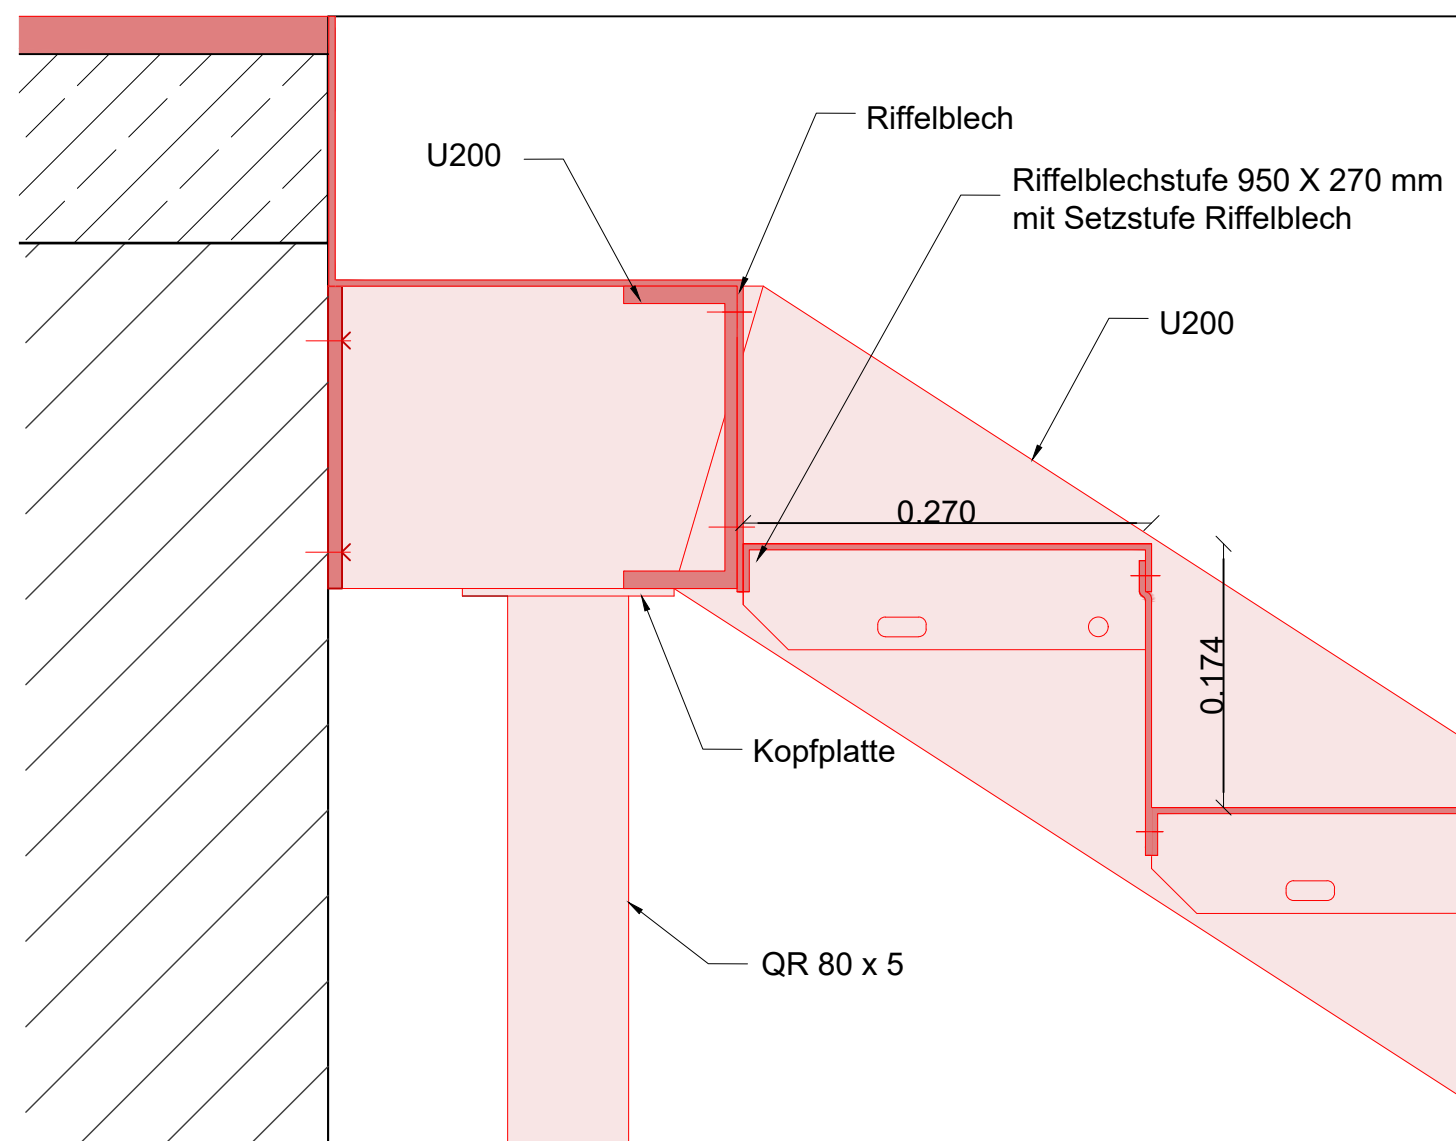 Riffelblech
U200
Riffelblechstufe 950 X 270 mm
mit Setzstufe Riffelblech
U200
0.270
0.174
Kopfplatte
QR 80 x 5